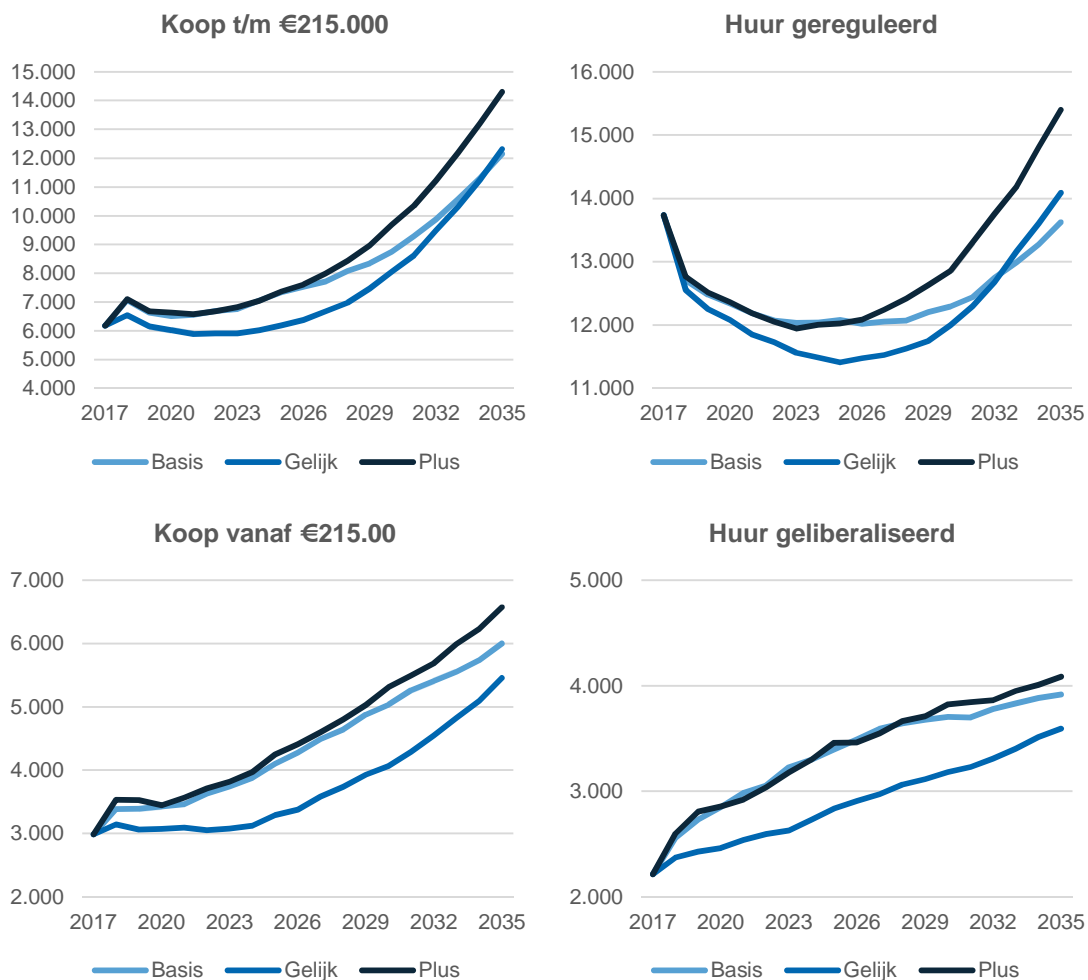 Koop t/m €215.000
15.000
14.000
13.000
12.000
11.000
10.000
9.000
8.000
7.000
6.000
5.000
4.000
2017 2020 2023 2026 2029 2032 2035
Basis Gelijk Plus
Huur gereguleerd
16.000
15.000
14.000
13.000
12.000
11.000
2017 2020 2023 2026 2029 2032 2035
Basis Gelijk Plus
Koop vanaf €215.00
7.000
6.000
5.000
4.000
3.000
2.000
2017 2020 2023 2026 2029 2032 2035
Basis Gelijk Plus
Huur geliberaliseerd
5.000
4.000
3.000
2.000
2017 2020 2023 2026 2029 2032 2035
Basis Gelijk Plus